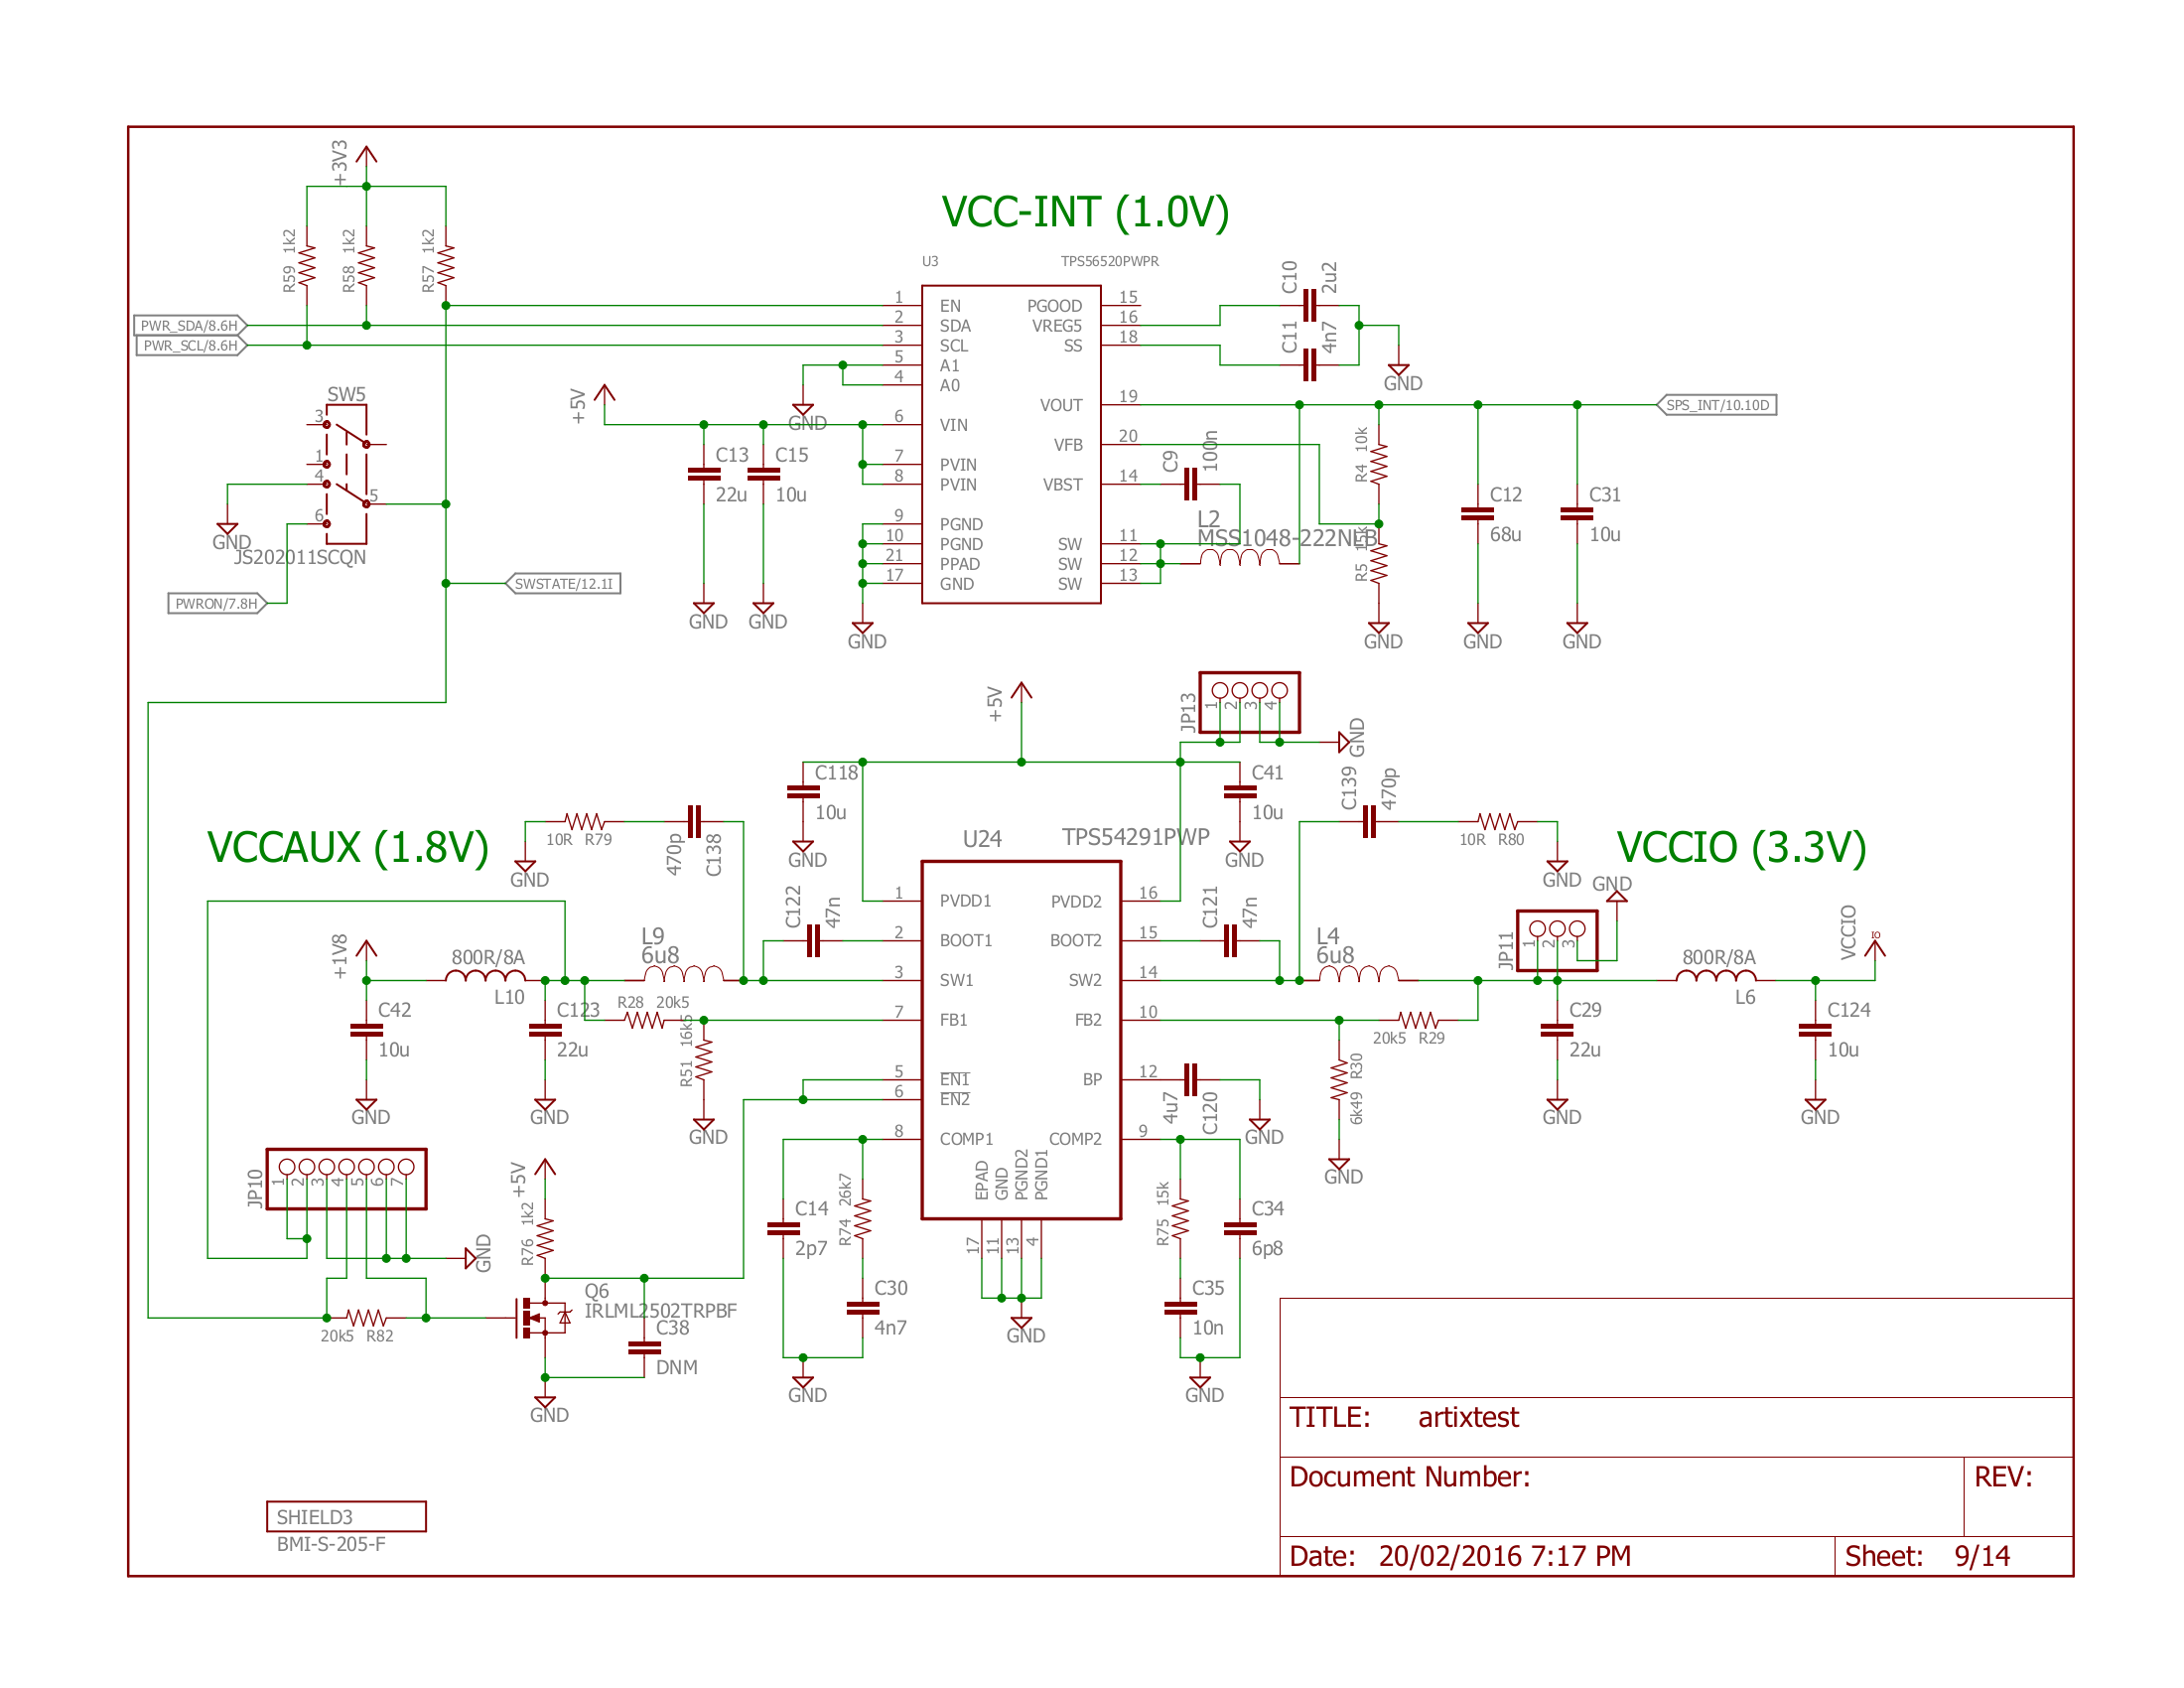 +3V3
R59 1k2
R58 1k2
R57 1k2
PWR_SDA/8.6H
PWR_SCL/8.6H
SW5
3
1
4
5
6
GND
JS202011SCQN
PWRON/7.8H
SWSTATE/12.1I
VCC-INT (1.0V)
U3
TPS56520PWPR
1 EN
2 SDA
3 SCL
5 A1
4 A0
6 VIN
7 PVIN
8 PVIN
9 PGND
10 PGND
21 PPAD
17 GND
PGOOD 15
VREG5 16
SS 18
VOUT 19
VFB 20
VBST 14
SW 11
SW 12
SW 13
+5V
GND
C13
22u
GND
C15
10u
GND
GND
C10
2u2
C11
4n7
GND
C9
100n
L2
MSS1048-222NLB
R4 10k
R5 15k
GND
C12
68u
GND
C31
10u
GND
SPS_INT/10.10D
+5V
JP13
1
2
3
4
GND
C118
10u
GND
C41
10u
GND
C139
470p
10R R80
GND
VCCAUX (1.8V)
10R R79
470p
C138
GND
VCCIO (3.3V)
U24
TPS54291PWP
1 PVDD1
2 BOOT1
3 SW1
7 FB1
5 EN1
6 EN2
8 COMP1
PVDD2 16
BOOT2 15
SW2 14
FB2 10
BP 12
COMP2 9
EPAD
GND
PGND2
PGND1
17
11
13
4
GND
C122
47n
C121
47n
+1V8
800R/8A
L10
L9
6u8
C42
10u
GND
C123
22u
GND
R28 20k5
R51 16k5
GND
L4
6u8
JP11
1
2
3
GND
800R/8A
L6
VCCIO
IO
20k5 R29
6k49 R30
GND
C29
22u
GND
C124
10u
GND
4u7
C120
GND
JP10
1
2
3
4
5
6
7
GND
+5V
R76 1k2
20k5 R82
Q6
IRLML2502TRPBF
C38
DNM
GND
C14
2p7
R74 26k7
C30
4n7
GND
R75 15k
C34
6p8
C35
10n
GND
SHIELD3
BMI-S-205-F
TITLE: artixtest
Document Number:
REV:
Date: 20/02/2016 7:17 PM
Sheet: 9/14